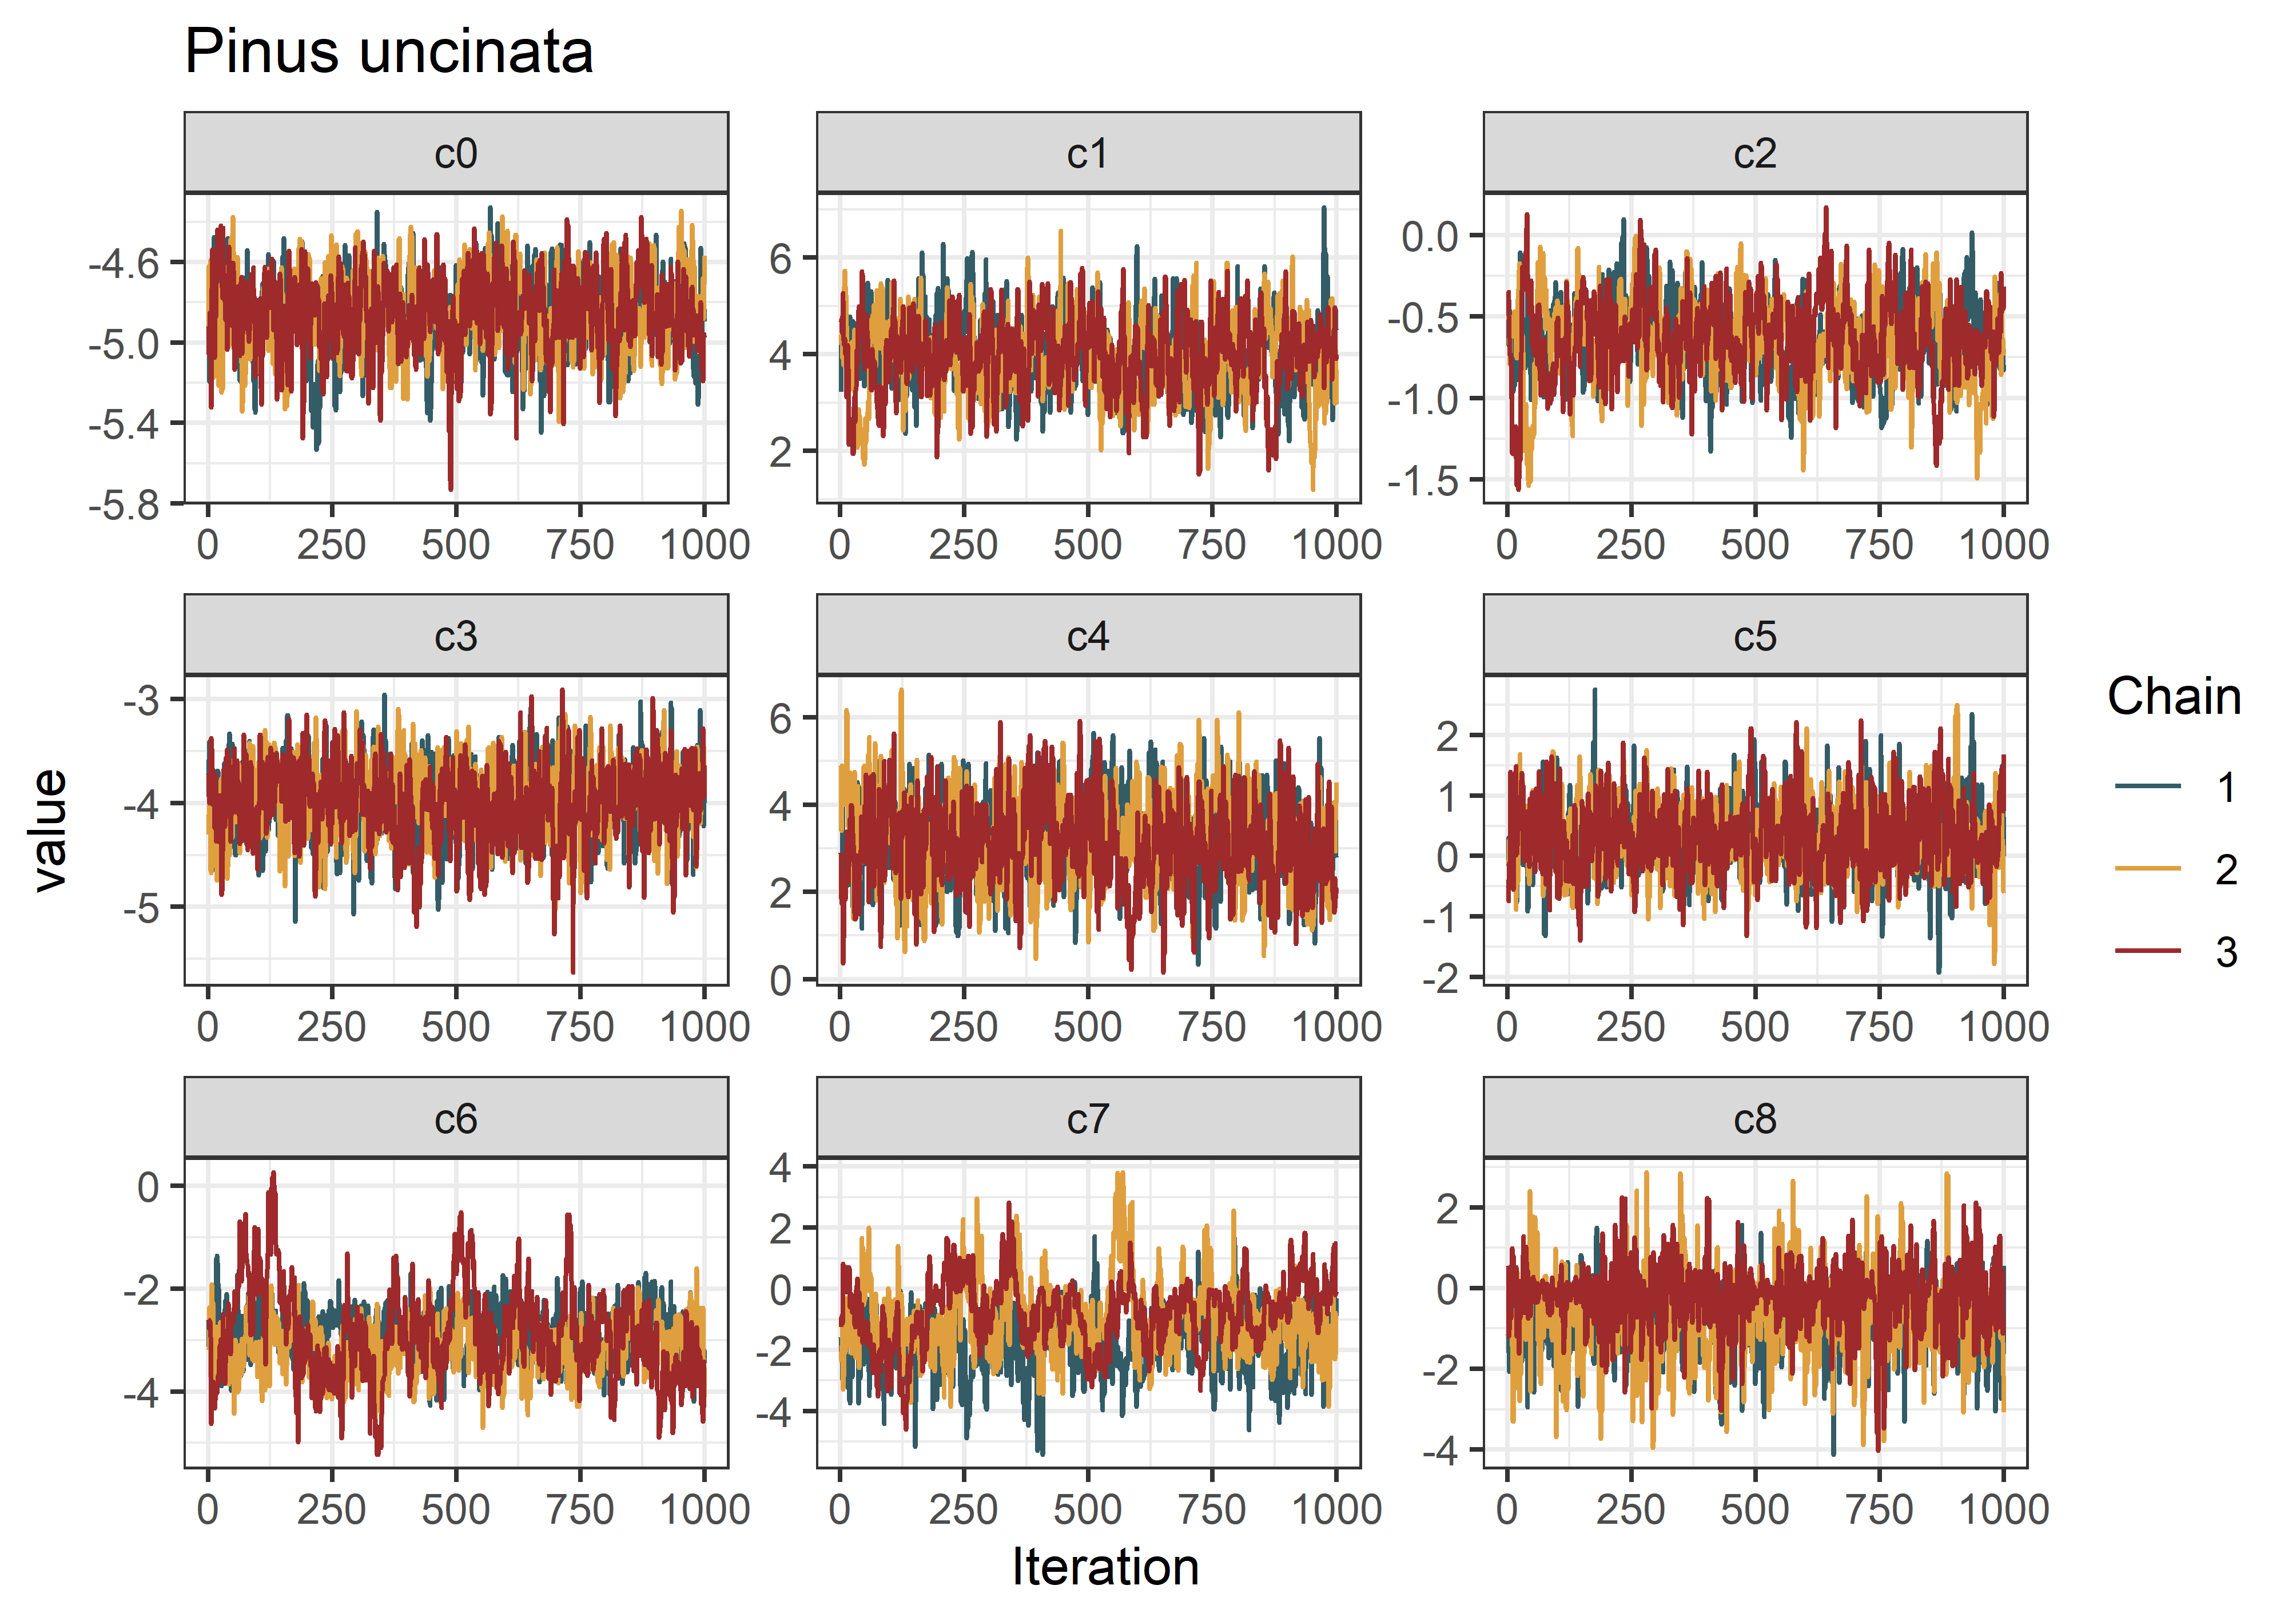 Pinus uncinata
c0 c1 c2
-4.6 -5.0 -5.4 -5.8
6 4 2
0.0 -0.5 -1.0 -1.5
0 250 500 750 1000 0 250 500 750 1000 0 250 500 750 1000
c3 c4 c5
-3 -4 -5
6 4 2 0
2 1 0 -1 -2
0 250 500 750 1000 0 250 500 750 1000 0 250 500 750 1000
c6 c7 c8
0 -2 -4
4 2 0 -2 -4
2 0 -2 -4
0 250 500 750 1000 0 250 500 750 1000 0 250 500 750 1000
value
Iteration
Chain
1
2
3